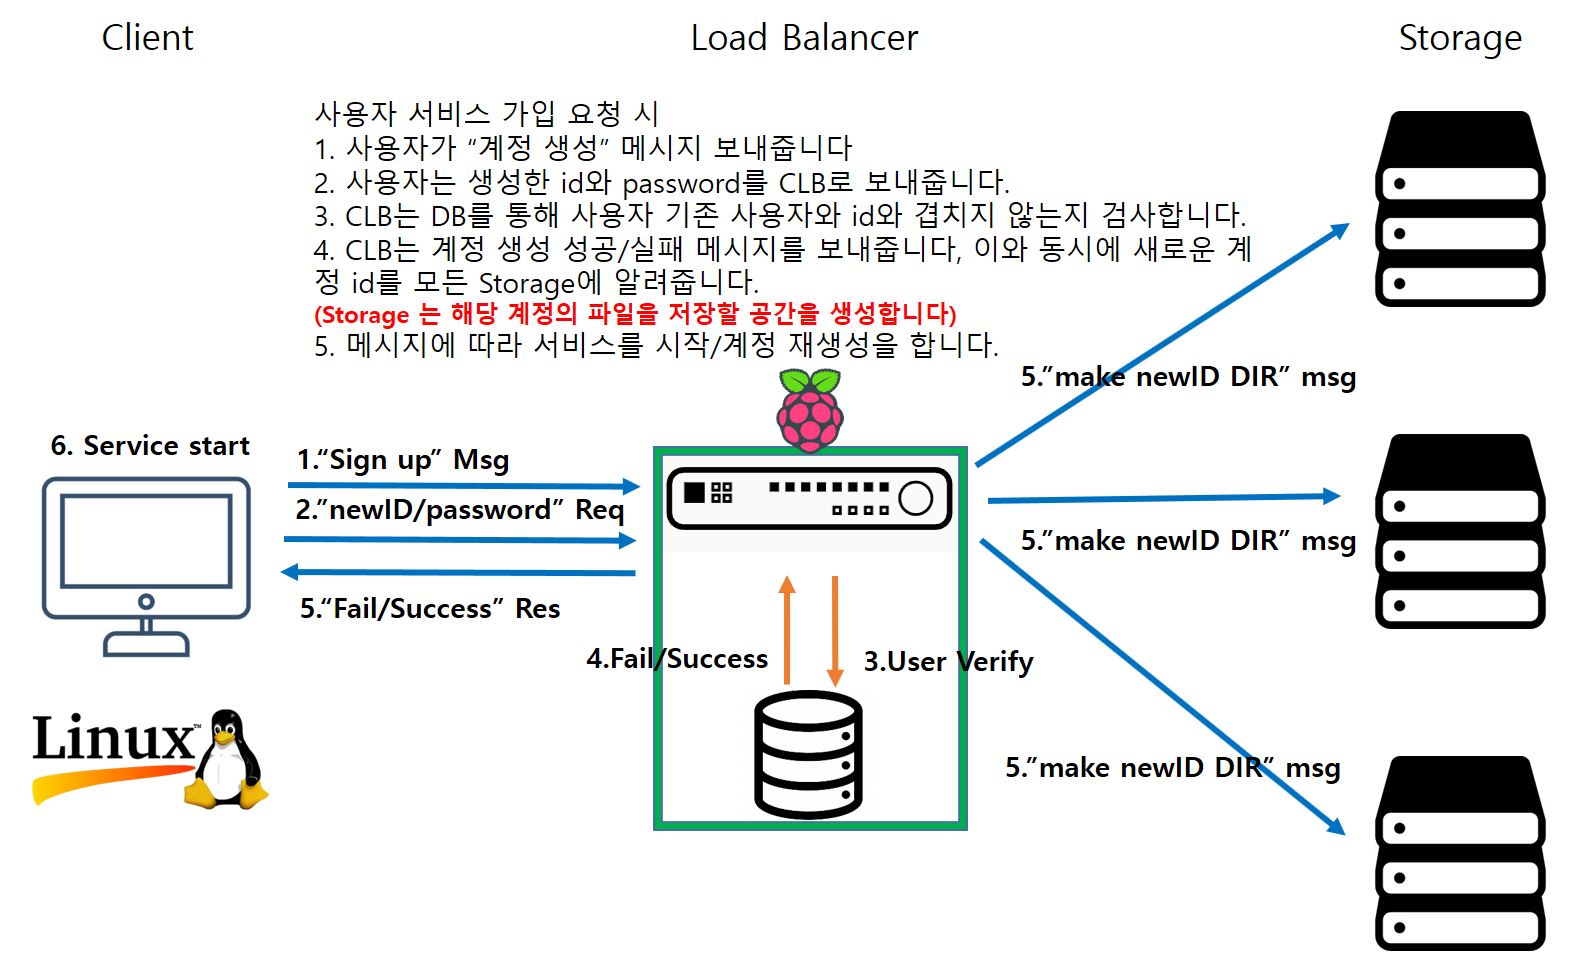 Client
Load Balancer
Storage
사용자 서비스 가입 요청 시
1. 사용자가 “계정 생성” 메시지 보내줍니다
2. 사용자는 생성한 id와 password를 CLB로 보내줍니다.
3. CLB는 DB를 통해 사용자 기존 사용자와 id와 겹치지 않는지 검사합니다.
4. CLB는 계정 생성 성공/실패 메시지를 보내줍니다, 이와 동시에 새로운 계
정 id를 모든 Storage에 알려줍니다.
(Storage 는 해당 계정의 파일을 저장할 공간을 생성합니다)
5. 메시지에 따라 서비스를 시작/계정 재생성을 합니다.
5.”make newID DIR” msg
6. Service start
1.“Sign up” Msg
2.”newID/password” Req
5.”make newID DIR” msg
5.“Fail/Success” Res
4.Fail/Success
3.User Verify
Linux™
5.”make newID DIR” msg